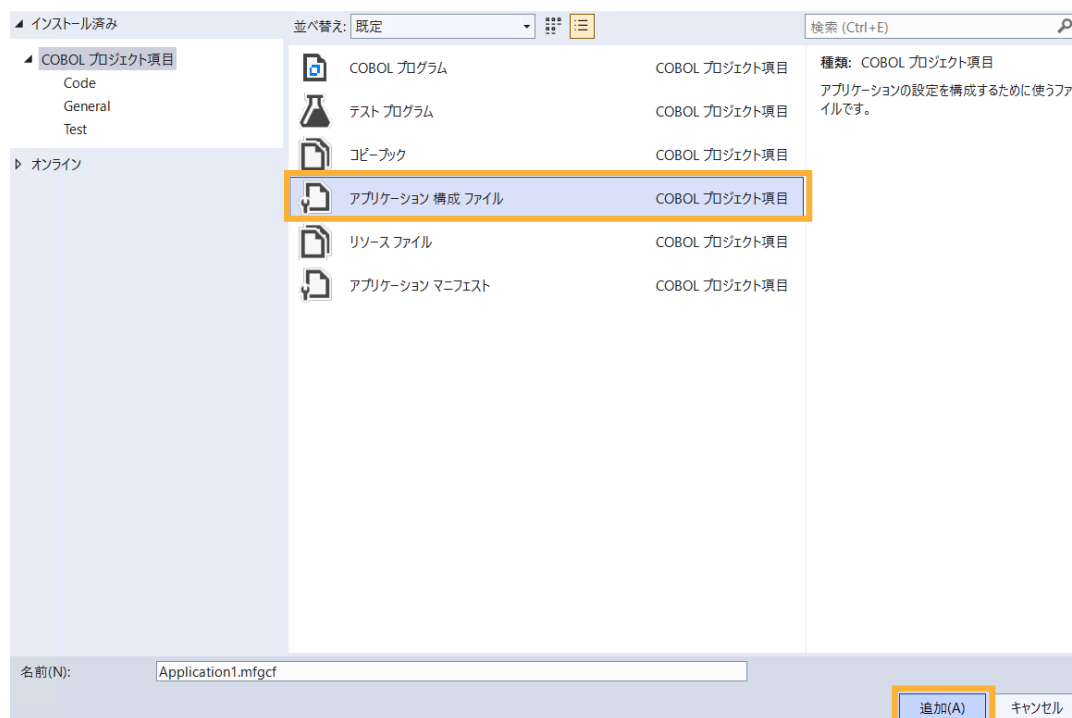 インストール済み
並べ替え: 既定
検索 (Ctrl+E)
COBOL プロジェクト項目
Code
General
Test
オンライン
COBOL プログラム COBOL プロジェクト項目
テスト プログラム COBOL プロジェクト項目
コピーブック COBOL プロジェクト項目
アプリケーション 構成 ファイル COBOL プロジェクト項目
リソース ファイル COBOL プロジェクト項目
アプリケーション マニフェスト COBOL プロジェクト項目
種類: COBOL プロジェクト項目
アプリケーションの設定を構成するために使うファ
イルです。
名前(N): Application1.mfgcf
追加(A) キャンセル